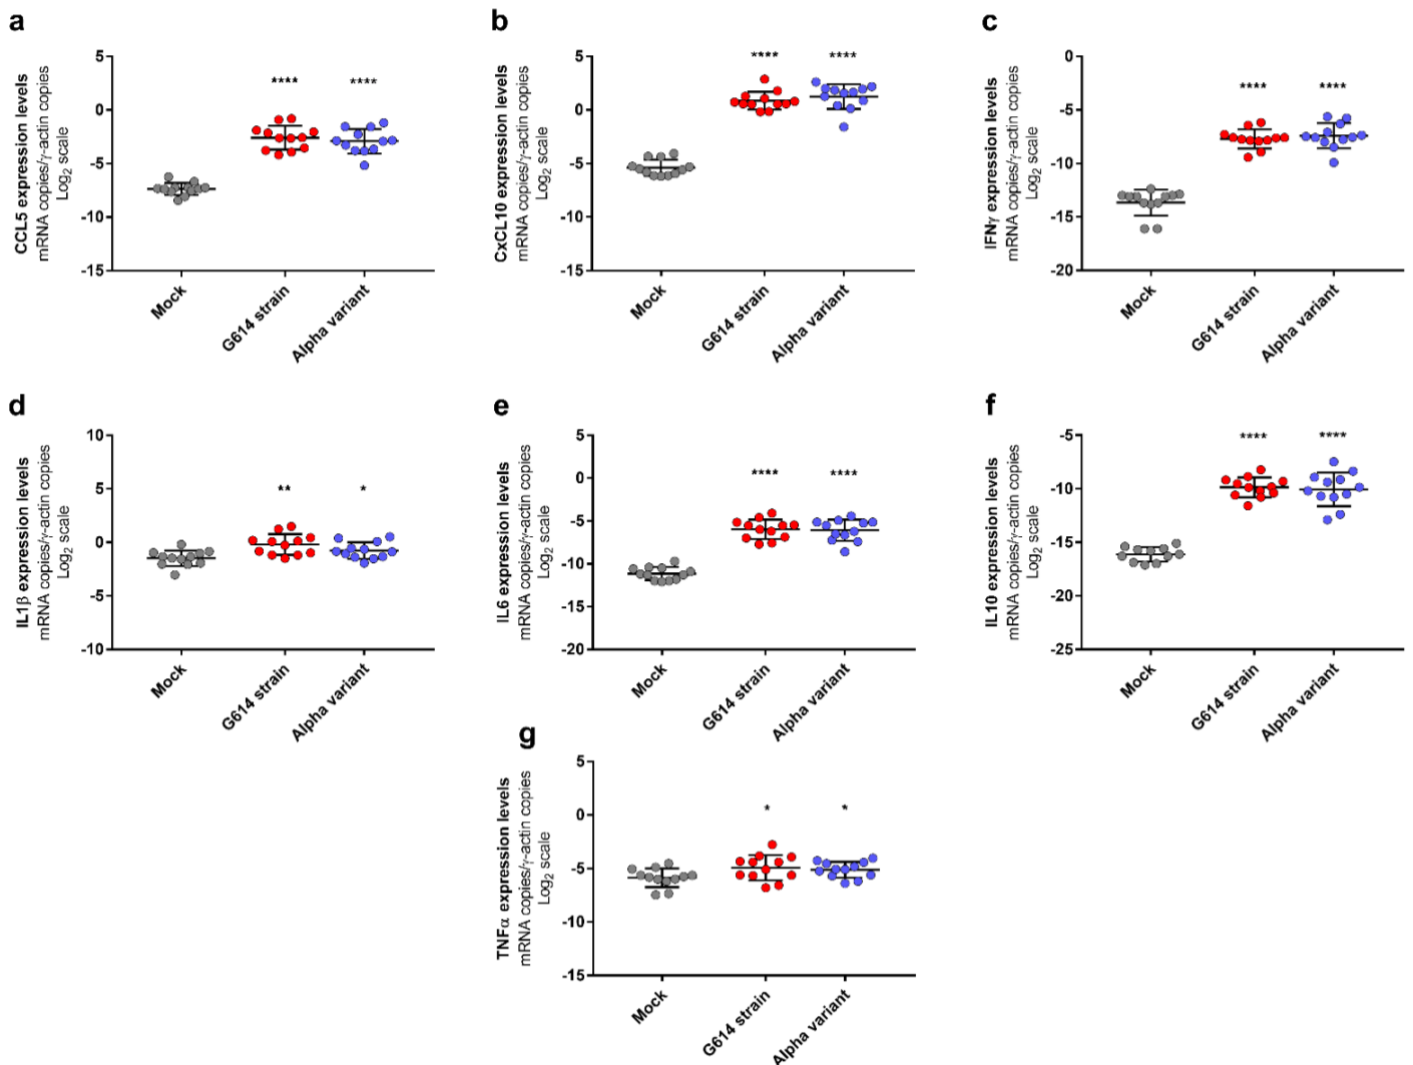 a
CCL5 expression levels
mRNA copies/γ-actin copies
Log2 scale
5
0
-5
-10
-15
****
****
Mock
G614 strain
Alpha variant
b
CxCL10 expression levels
mRNA copies/γ-actin copies
Log2 scale
5
0
-5
-10
-15
****
****
Mock
G614 strain
Alpha variant
c
IFNγ expression levels
mRNA copies/γ-actin copies
Log2 scale
0
-5
-10
-15
-20
****
****
Mock
G614 strain
Alpha variant
d
IL1β expression levels
mRNA copies/γ-actin copies
Log2 scale
10
5
0
-5
-10
**
*
Mock
G614 strain
Alpha variant
e
IL6 expression levels
mRNA copies/γ-actin copies
Log2 scale
5
0
-5
-10
-15
-20
****
****
Mock
G614 strain
Alpha variant
f
IL10 expression levels
mRNA copies/γ-actin copies
Log2 scale
-5
-10
-15
-20
-25
****
****
Mock
G614 strain
Alpha variant
g
TNFα expression levels
mRNA copies/γ-actin copies
Log2 scale
5
0
-5
-10
-15
*
*
Mock
G614 strain
Alpha variant